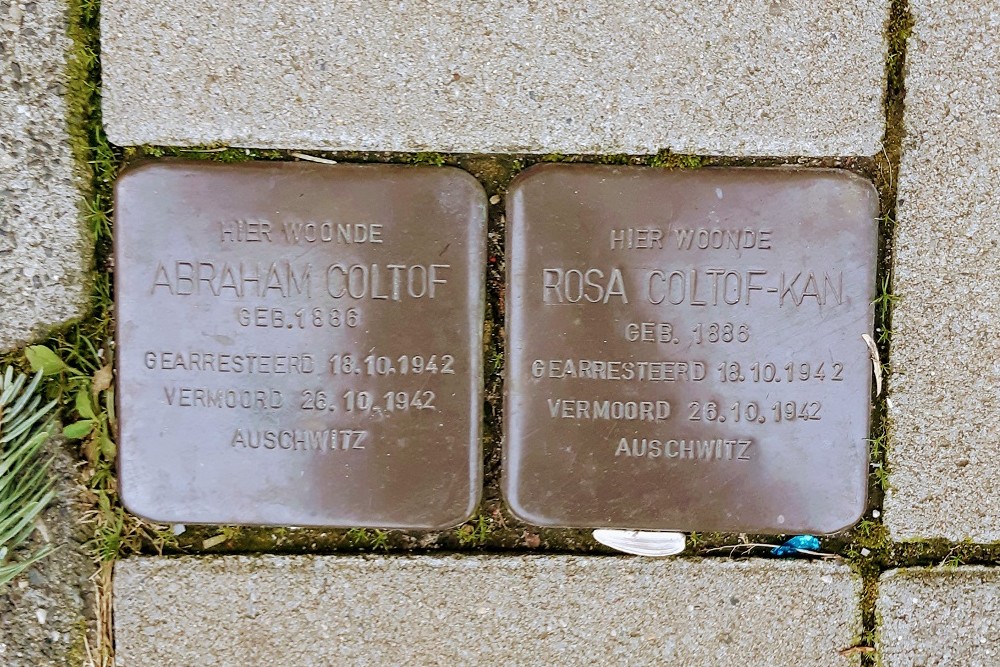 HIER WOONDE
ABRAHAM COLTOF
GEB. 1886
GEARRESTEERD 18.10.1942
VERMOORD 26.10.1942
AUSCHWITZ
HIER WOONDE
ROSA COLTOF-KAN
GEB. 1886
GEARRESTEERD 18.10.1942
VERMOORD 26.10.1942
AUSCHWITZ